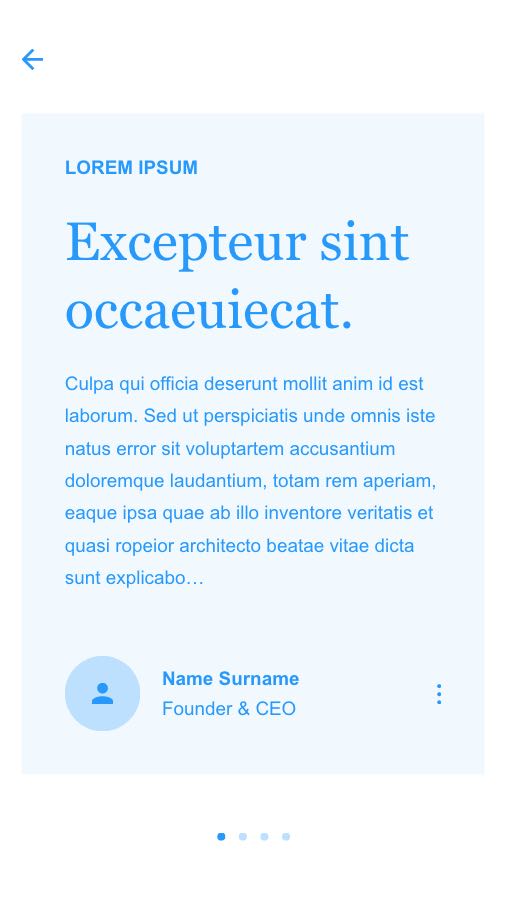 LOREM IPSUM
Excepteur sint
occaeuiecat.
Culpa qui officia deserunt mollit anim id est
laborum. Sed ut perspiciatis unde omnis iste
natus error sit voluptartem accusantium
doloremque laudantium, totam rem aperiam,
eaque ipsa quae ab illo inventore veritatis et
quasi ropeior architecto beatae vitae dicta
sunt explicabo…
Name Surname
Founder & CEO